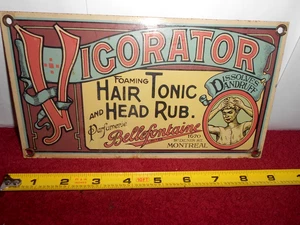 HIGORATOR
FOAMING
HAIR TONIC
AND HEAD RUB.
DISSOLVES
DANDRUFF
Parfumerie
Bellefontaine
MONTREAL
1 2 3 4 5 6 7 8 9